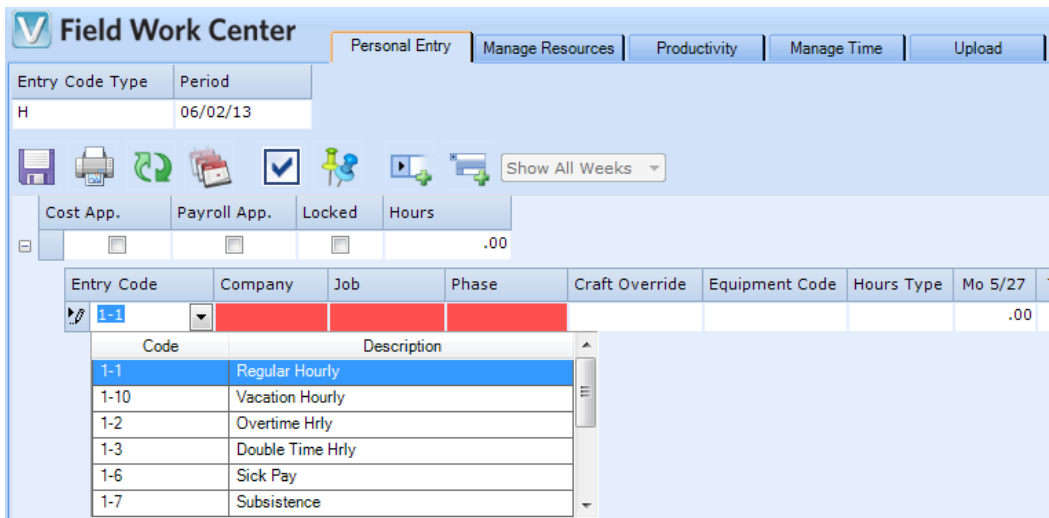 V Field Work Center
Personal Entry Manage Resources Productivity Manage Time Upload
Entry Code Type Period
H 06/02/13
Show All Weeks
Cost App. Payroll App. Locked Hours
.00
Entry Code Company Job Phase Craft Override Equipment Code Hours Type Mo 5/27
1-1 .00
Code Description
1-1 Regular Hourly
1-10 Vacation Hourly
1-2 Overtime Hrly
1-3 Double Time Hrly
1-6 Sick Pay
1-7 Subsistence